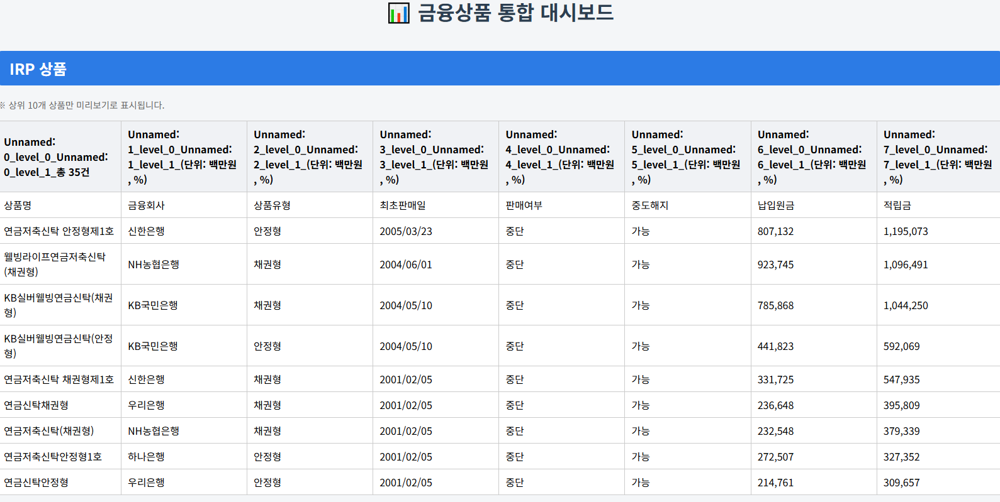 📊 금융상품 통합 대시보드
IRP 상품
※ 상위 10개 상품만 미리보기로 표시됩니다.
Unnamed:
0_level_0_Unnamed:
0_level_1_총 35건
Unnamed:
1_level_0_Unnamed:
1_level_1_(단위: 백만원
, %)
Unnamed:
2_level_0_Unnamed:
2_level_1_(단위: 백만원
, %)
Unnamed:
3_level_0_Unnamed:
3_level_1_(단위: 백만원
, %)
Unnamed:
4_level_0_Unnamed:
4_level_1_(단위: 백만원
, %)
Unnamed:
5_level_0_Unnamed:
5_level_1_(단위: 백만원
, %)
Unnamed:
6_level_0_Unnamed:
6_level_1_(단위: 백만원
, %)
Unnamed:
7_level_0_Unnamed:
7_level_1_(단위: 백만원
, %)
상품명 금융회사 상품유형 최초판매일 판매여부 중도해지 납입원금 적립금
연금저축신탁 안정형제1호 신한은행 안정형 2005/03/23 중단 가능 807,132 1,195,073
웰빙라이프연금저축신탁
(채권형) NH농협은행 채권형 2004/06/01 중단 가능 923,745 1,096,491
KB실버웰빙연금신탁(채권
형) KB국민은행 채권형 2004/05/10 중단 가능 785,868 1,044,250
KB실버웰빙연금신탁(안정
형) KB국민은행 안정형 2004/05/10 중단 가능 441,823 592,069
연금저축신탁 채권형제1호 신한은행 채권형 2001/02/05 중단 가능 331,725 547,935
연금신탁채권형 우리은행 채권형 2001/02/05 중단 가능 236,648 395,809
연금저축신탁(채권형) NH농협은행 채권형 2001/02/05 중단 가능 232,548 379,339
연금저축신탁안정형1호 하나은행 안정형 2001/02/05 중단 가능 272,507 327,352
연금신탁안정형 우리은행 안정형 2001/02/05 중단 가능 214,761 309,657